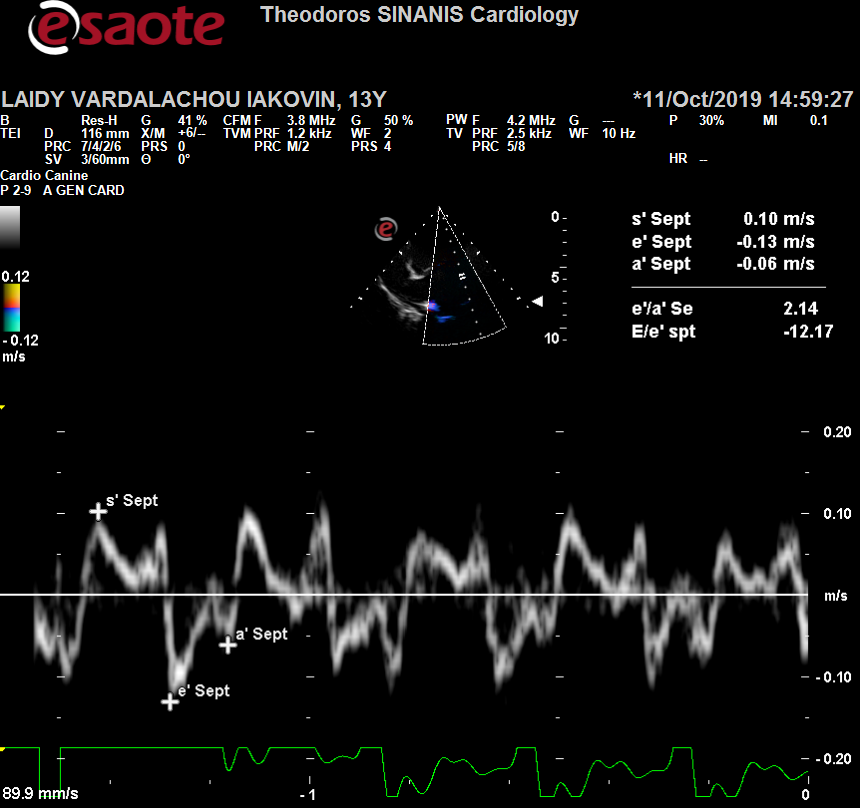 esaote
Theodoros SINANIS Cardiology
LAIDY VARDALACHOU IAKOVIN, 13Y *11/Oct/2019 14:59:27
B Res-H G 41 % CFM F 3.8 MHz G 50 % PW F 4.2 MHz G --- P 30% MI 0.1
TEI D 116 mm X/M +6/-- TVM PRF 1.2 kHz WF 2 TV PRF 2.5 kHz WF 10 Hz
PRC 7/4/2/6 PRS 0 PRC M/2 PRS 4 PRC 5/8
SV 3/60mm Θ 0° HR --
Cardio Canine
P 2-9 A GEN CARD
0.12
-0.12
m/s
e
0
5
10
s' Sept 0.10 m/s
e' Sept -0.13 m/s
a' Sept -0.06 m/s
e'/a' Se 2.14
E/e' spt -12.17
0.20
s' Sept
0.10
m/s
a' Sept
-0.10
e' Sept
-0.20
89.9 mm/s
-1
0